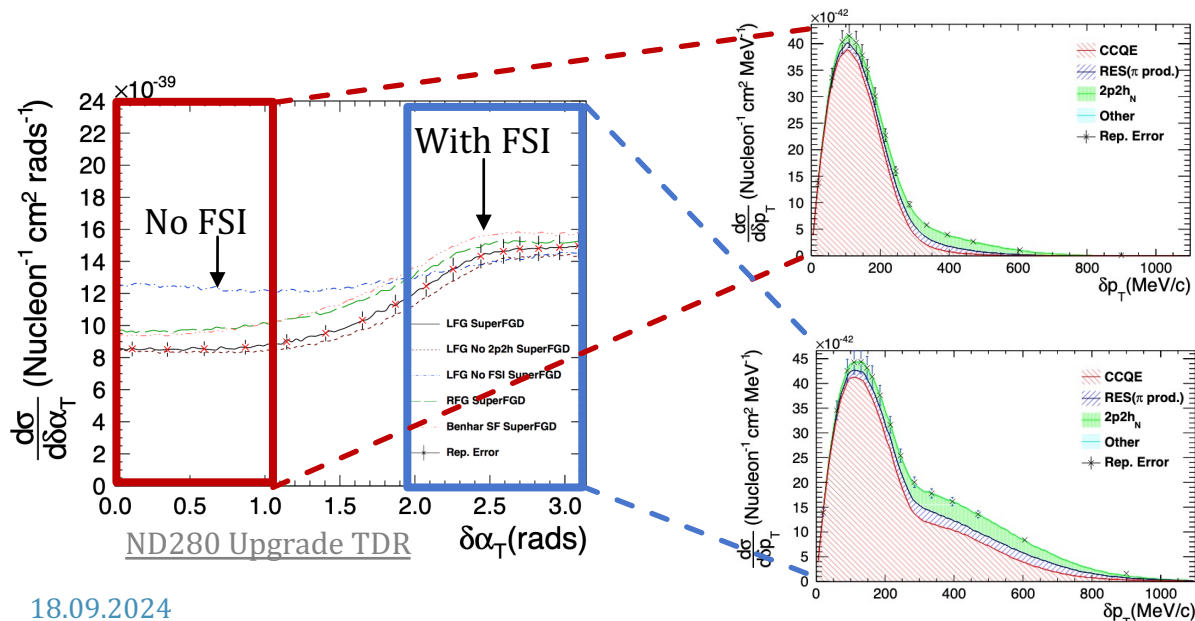 ×10⁻³⁹
dσ/dδα_T (Nucleon⁻¹ cm² rads⁻¹)
24
22
20
18
16
14
12
10
8
6
4
2
0
No FSI
With FSI
LFG SuperFGD
LFG No 2p2h SuperFGD
LFG No FSI SuperFGD
RFG SuperFGD
Benhar SF SuperFGD
Rep. Error
0.0 0.5 1.0 1.5 2.0 2.5 3.0
δα_T(rads)
ND280 Upgrade TDR
18.09.2024
×10⁻⁴²
dσ/dδp_T (Nucleon⁻¹ cm² MeV⁻¹)
40
35
30
25
20
15
10
5
0
CCQE
RES(π prod.)
2p2h_N
Other
Rep. Error
0 200 400 600 800 1000
δp_T(MeV/c)
×10⁻⁴²
dσ/dδp_T (Nucleon⁻¹ cm² MeV⁻¹)
45
40
35
30
25
20
15
10
5
0
CCQE
RES(π prod.)
2p2h_N
Other
Rep. Error
0 200 400 600 800 1000
δp_T(MeV/c)